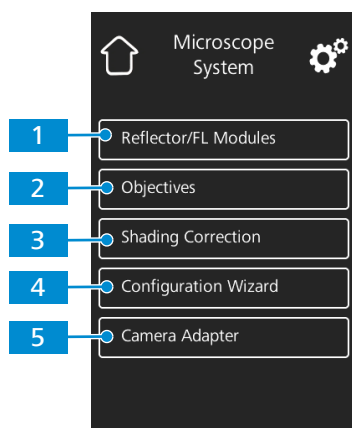 Microscope
System
1 Reflector/FL Modules
2 Objectives
3 Shading Correction
4 Configuration Wizard
5 Camera Adapter